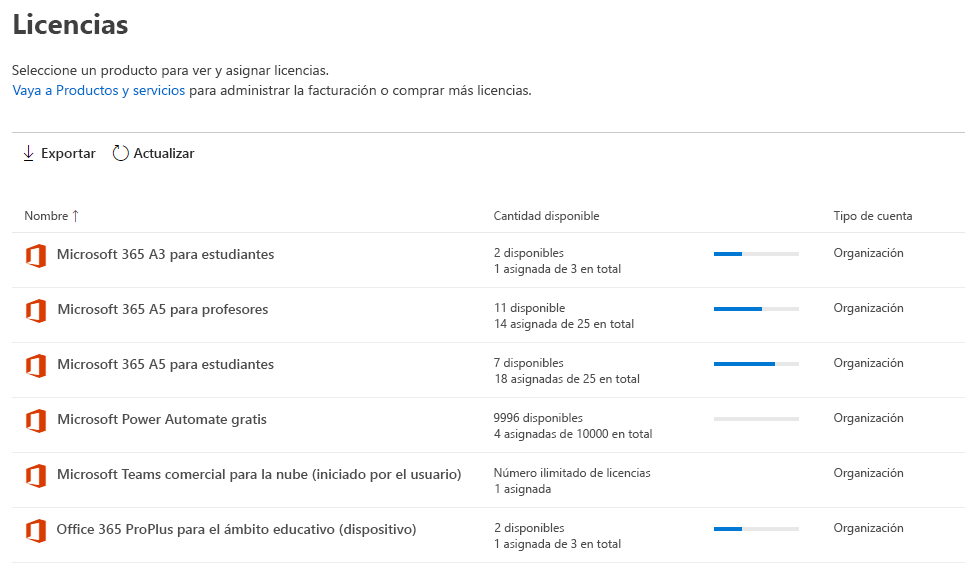 Licencias
Seleccione un producto para ver y asignar licencias.
Vaya a Productos y servicios para administrar la facturación o comprar más licencias.
Exportar Actualizar
Nombre ↑ Cantidad disponible Tipo de cuenta
Microsoft 365 A3 para estudiantes 2 disponibles Organización
1 asignada de 3 en total
Microsoft 365 A5 para profesores 11 disponible Organización
14 asignada de 25 en total
Microsoft 365 A5 para estudiantes 7 disponibles Organización
18 asignadas de 25 en total
Microsoft Power Automate gratis 9996 disponibles Organización
4 asignadas de 10000 en total
Microsoft Teams comercial para la nube (iniciado por el usuario) Número ilimitado de licencias Organización
1 asignada
Office 365 ProPlus para el ámbito educativo (dispositivo) 2 disponibles Organización
1 asignada de 3 en total